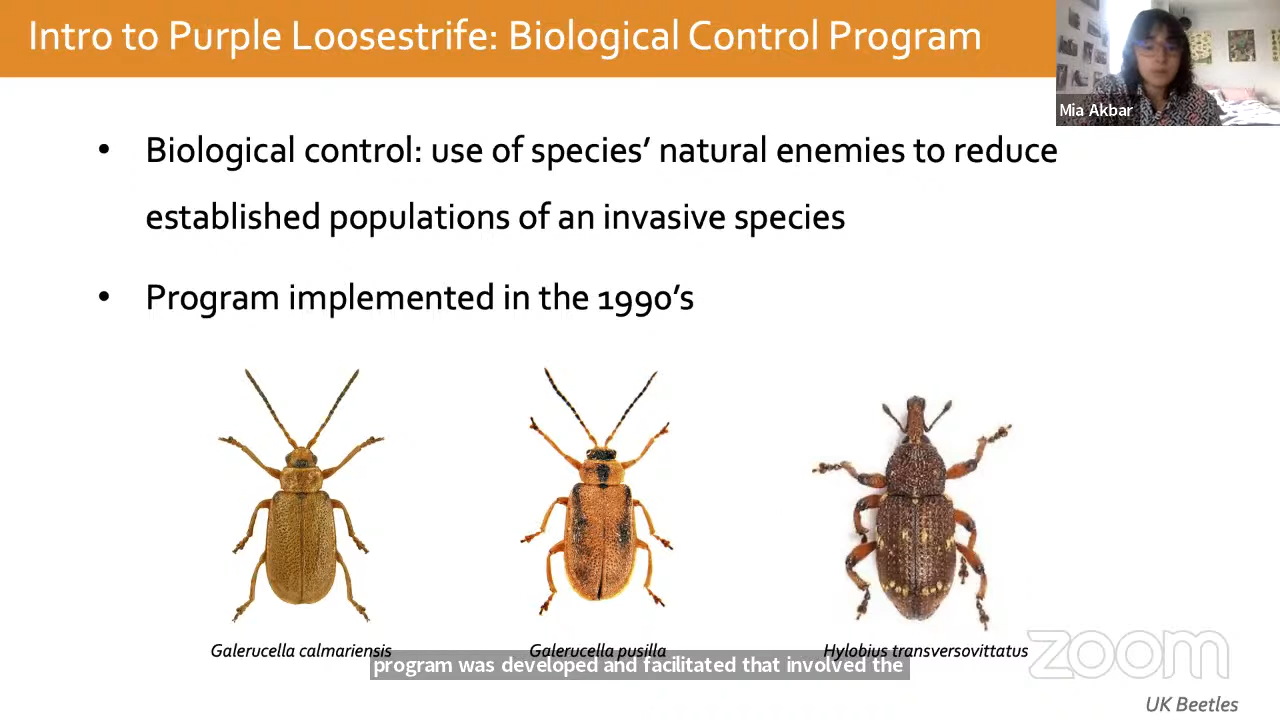 Intro to Purple Loosestrife: Biological Control Program
Mia Akbar
• Biological control: use of species’ natural enemies to reduce
established populations of an invasive species
• Program implemented in the 1990’s
Galerucella calmariensis
Galerucella pusilla
Hylobius transversovittatus
program was developed and facilitated that involved the
zoom
UK Beetles